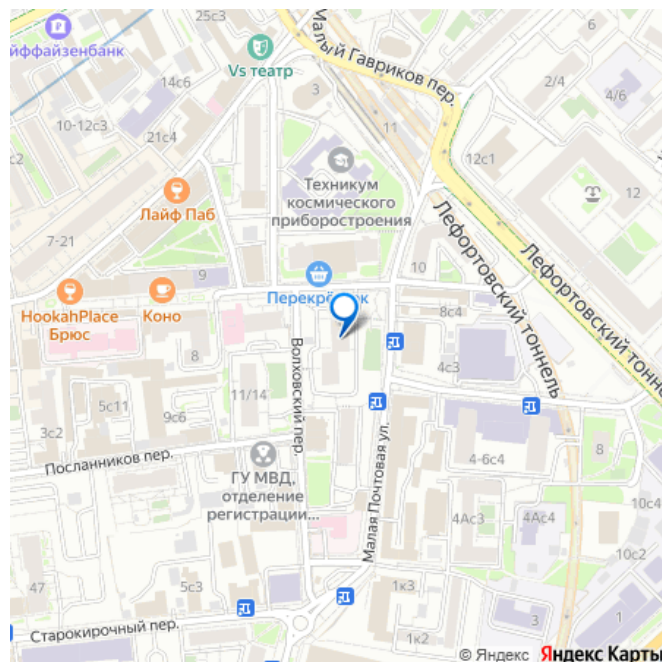 25с3
йффайзенбанк
Малый Гавриков пер.
Vs театр
14с6
3
2/4
4/6
10-12с3
21с4
11
с2
12с1
Техникум
космического
приборостроения
12
Лайф Паб
Лефортовский тоннель
Лефортовский тонне
7-21
9
10
Перекрёсток
HookahPlace
Брюс
Коно
8с4
8
Волховский пер.
4с3
11/14
5с11
9с6
3с2
Посланников пер.
ГУ МВД,
отделение
регистрации...
Малая Почтовая ул.
4-6с4
8
4Ас3
4Ас4
10с4
10с2
47
5с3
1к3
1
3
Старокирочный пер.
1к2
© Яндекс Яндекс Карты